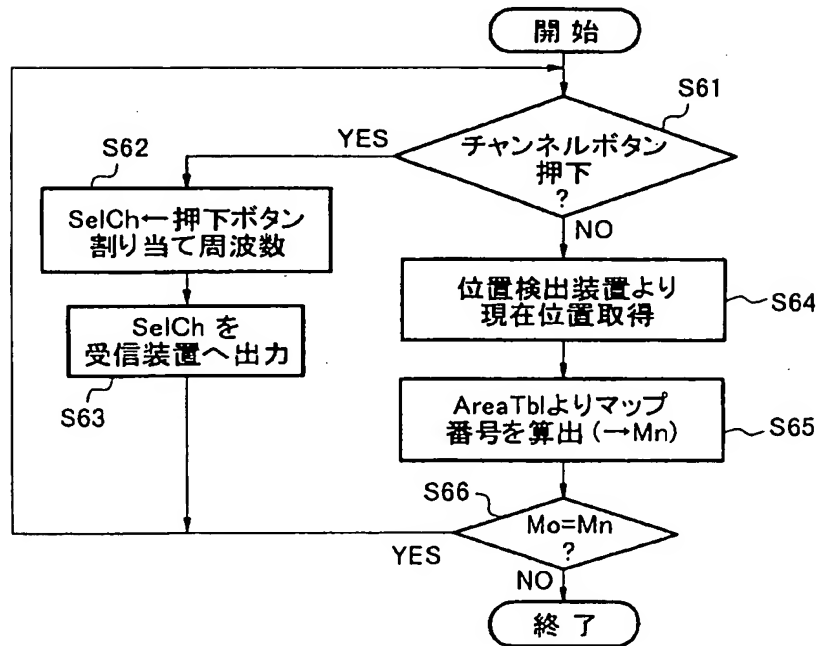 開始
S61
チャンネルボタン
押下
?
YES
NO
S62
SelCh←押下ボタン
割り当て周波数
SelCh を
受信装置へ出力
S63
位置検出装置より
現在位置取得
S64
AreaTblよりマップ
番号を算出(→Mn)
S65
S66
Mo=Mn
?
YES
NO
終了